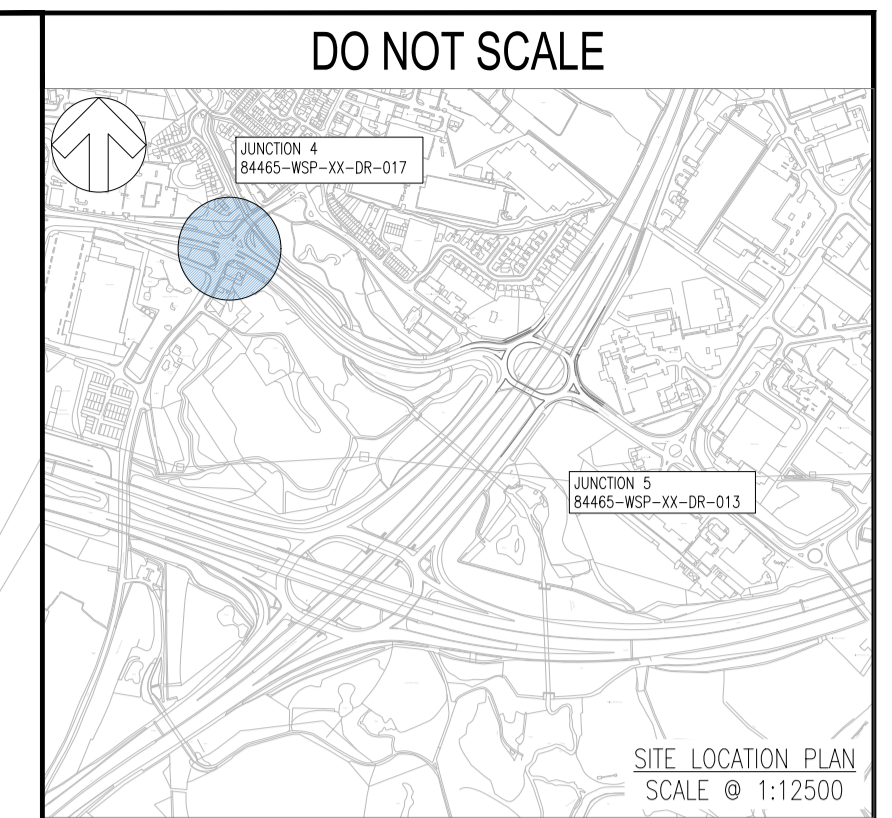 DO NOT SCALE
JUNCTION 4
84465-WSP-XX-DR-017
JUNCTION 5
84465-WSP-XX-DR-013
SITE LOCATION PLAN
SCALE @ 1:12500